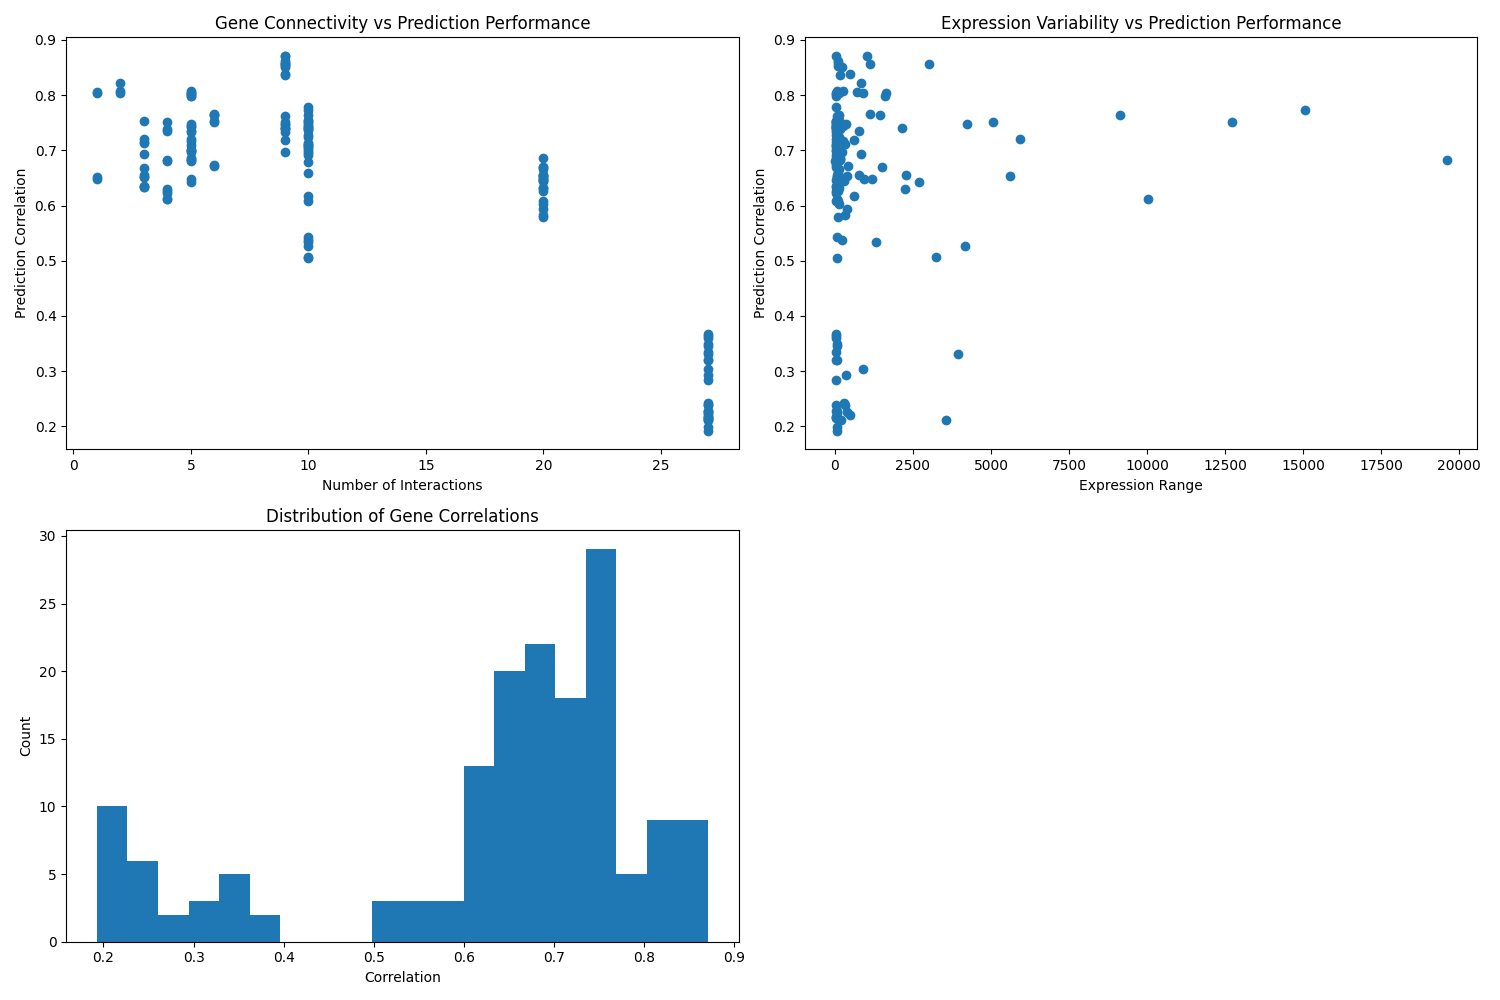 Gene Connectivity vs Prediction Performance
0.9
0.8
0.7
0.6
0.5
0.4
0.3
0.2
Prediction Correlation
0 5 10 15 20 25
Number of Interactions
Expression Variability vs Prediction Performance
0.9
0.8
0.7
0.6
0.5
0.4
0.3
0.2
Prediction Correlation
0 2500 5000 7500 10000 12500 15000 17500 20000
Expression Range
Distribution of Gene Correlations
30
25
20
15
10
5
0
Count
0.2 0.3 0.4 0.5 0.6 0.7 0.8 0.9
Correlation